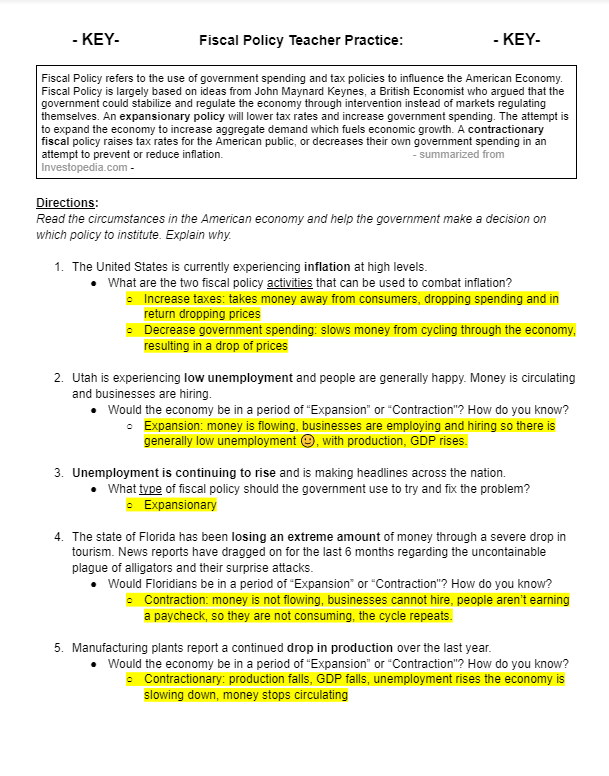 - KEY- Fiscal Policy Teacher Practice: - KEY-
Fiscal Policy refers to the use of government spending and tax policies to influence the American Economy.
Fiscal Policy is largely based on ideas from John Maynard Keynes, a British Economist who argued that the
government could stabilize and regulate the economy through intervention instead of markets regulating
themselves. An expansionary policy will lower tax rates and increase government spending. The attempt is
to expand the economy to increase aggregate demand which fuels economic growth. A contractionary
fiscal policy raises tax rates for the American public, or decreases their own government spending in an
attempt to prevent or reduce inflation. - summarized from
Investopedia.com -
Directions:
Read the circumstances in the American economy and help the government make a decision on
which policy to institute. Explain why.
1. The United States is currently experiencing inflation at high levels.
● What are the two fiscal policy activities that can be used to combat inflation?
○ Increase taxes: takes money away from consumers, dropping spending and in
return dropping prices
○ Decrease government spending: slows money from cycling through the economy,
resulting in a drop of prices
2. Utah is experiencing low unemployment and people are generally happy. Money is circulating
and businesses are hiring.
● Would the economy be in a period of “Expansion” or “Contraction”? How do you know?
○ Expansion: money is flowing, businesses are employing and hiring so there is
generally low unemployment 🙂, with production, GDP rises.
3. Unemployment is continuing to rise and is making headlines across the nation.
● What type of fiscal policy should the government use to try and fix the problem?
○ Expansionary
4. The state of Florida has been losing an extreme amount of money through a severe drop in
tourism. News reports have dragged on for the last 6 months regarding the uncontainable
plague of alligators and their surprise attacks.
● Would Floridians be in a period of “Expansion” or “Contraction”? How do you know?
○ Contraction: money is not flowing, businesses cannot hire, people aren’t earning
a paycheck, so they are not consuming, the cycle repeats.
5. Manufacturing plants report a continued drop in production over the last year.
● Would the economy be in a period of “Expansion” or “Contraction”? How do you know?
○ Contractionary: production falls, GDP falls, unemployment rises the economy is
slowing down, money stops circulating